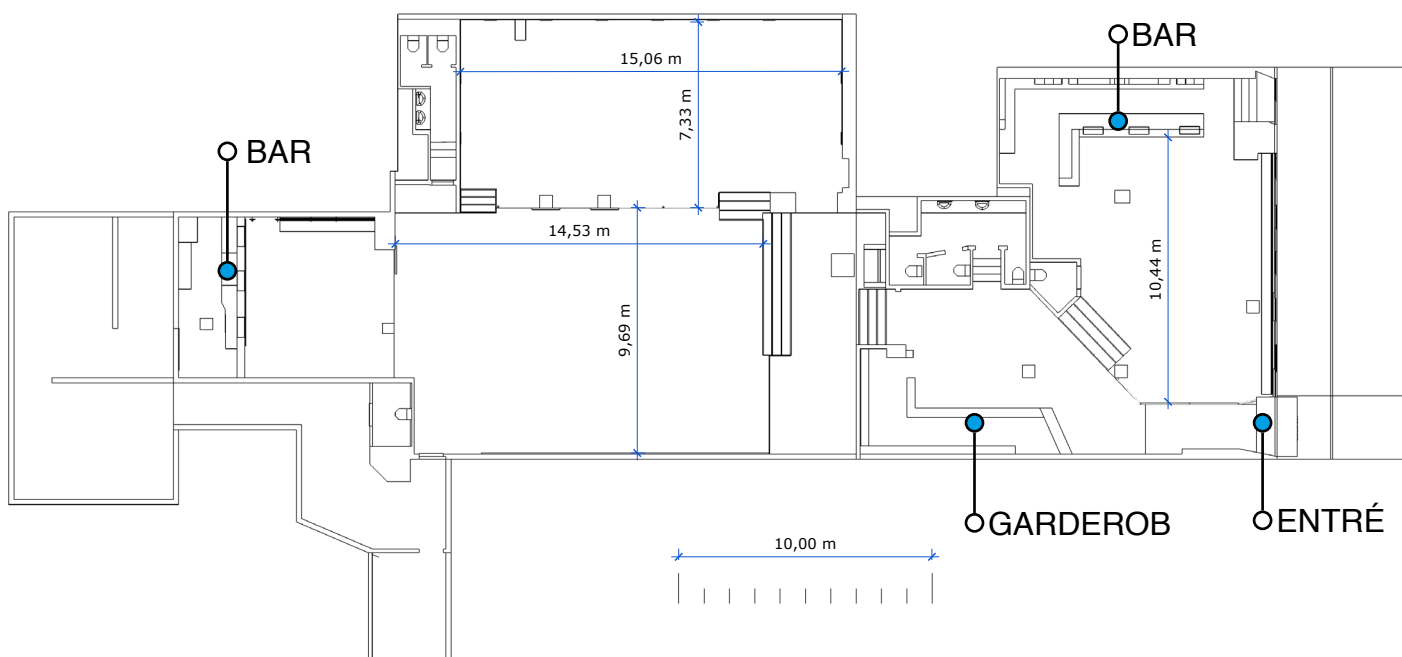 BAR
15,06 m
7,33 m
BAR
14,53 m
9,69 m
10,44 m
GARDEROB
ENTRÉ
10,00 m